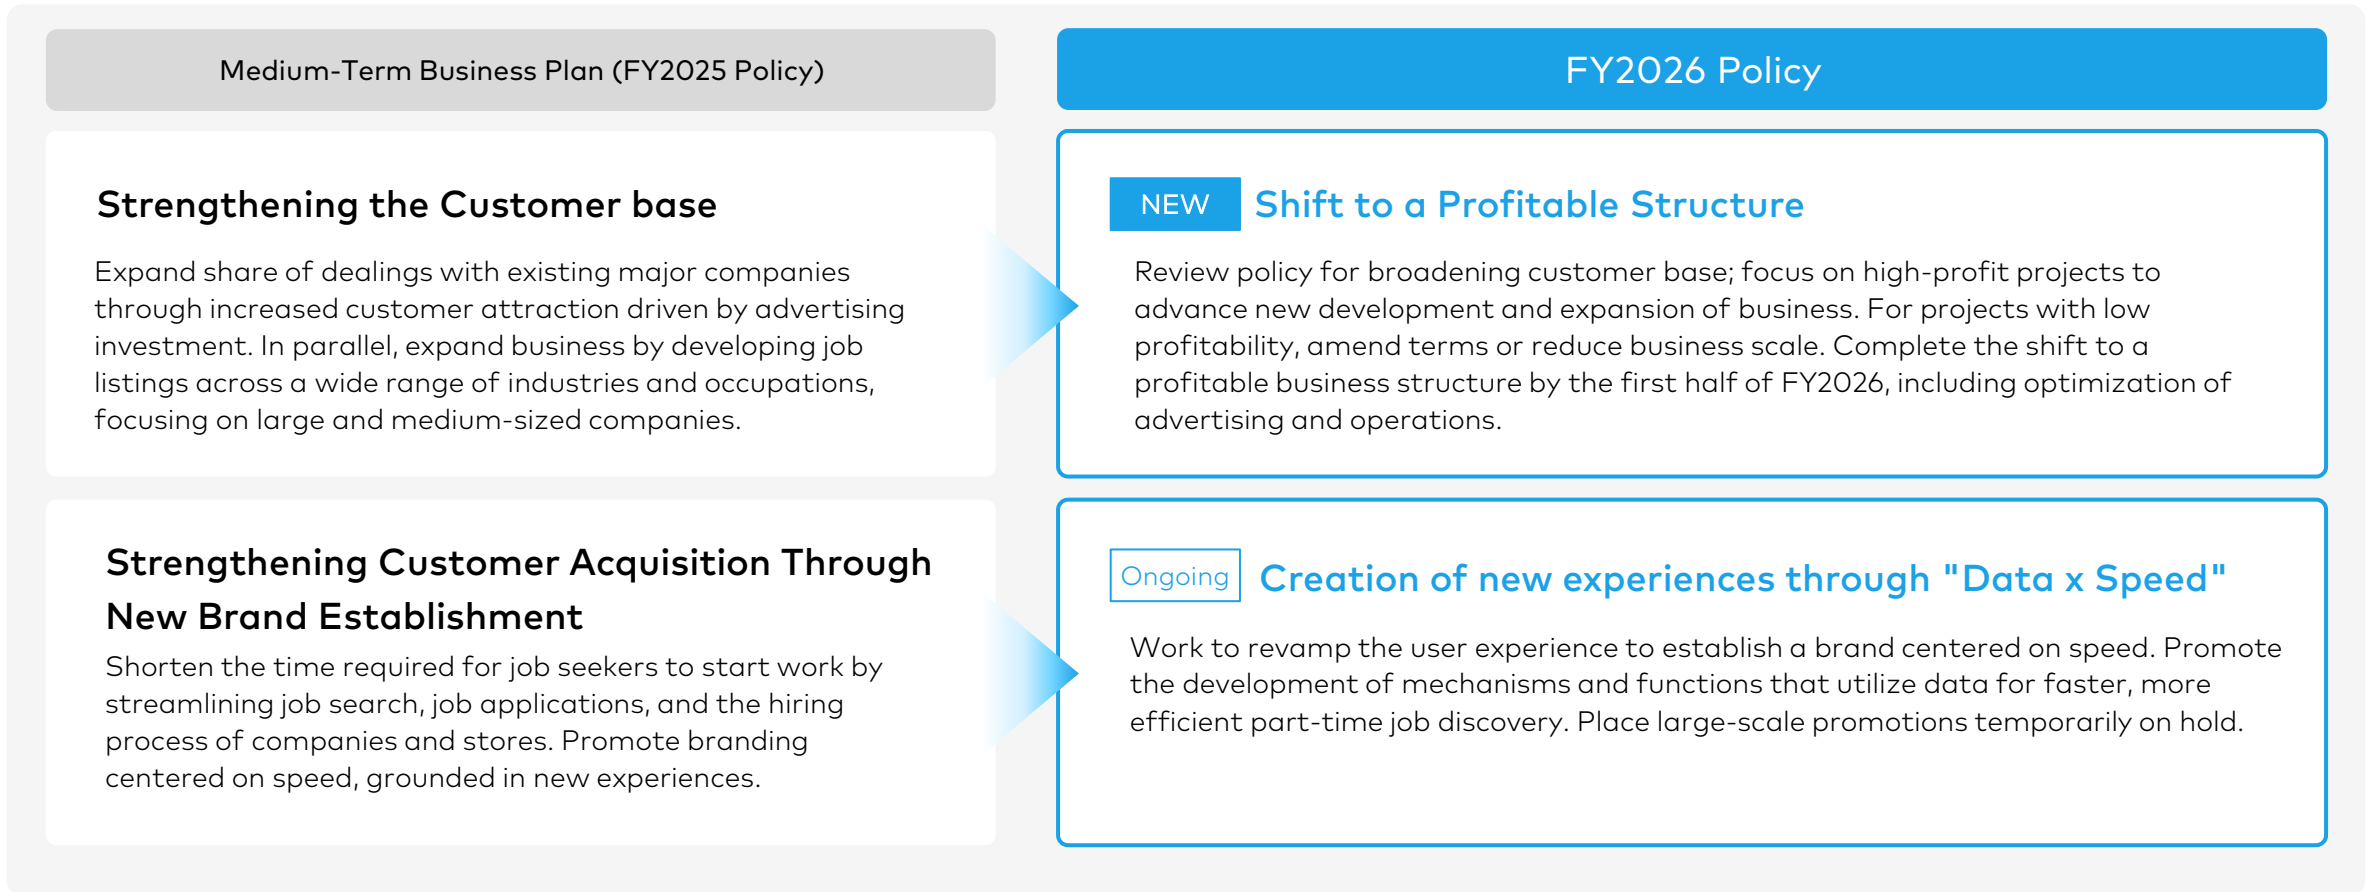 Medium-Term Business Plan (FY2025 Policy)
FY2026 Policy
Strengthening the Customer base
Expand share of dealings with existing major companies
through increased customer attraction driven by advertising
investment. In parallel, expand business by developing job
listings across a wide range of industries and occupations,
focusing on large and medium-sized companies.
NEW Shift to a Profitable Structure
Review policy for broadening customer base; focus on high-profit projects to
advance new development and expansion of business. For projects with low
profitability, amend terms or reduce business scale. Complete the shift to a
profitable business structure by the first half of FY2026, including optimization of
advertising and operations.
Strengthening Customer Acquisition Through
New Brand Establishment
Shorten the time required for job seekers to start work by
streamlining job search, job applications, and the hiring
process of companies and stores. Promote branding
centered on speed, grounded in new experiences.
Ongoing Creation of new experiences through "Data x Speed"
Work to revamp the user experience to establish a brand centered on speed. Promote
the development of mechanisms and functions that utilize data for faster, more
efficient part-time job discovery. Place large-scale promotions temporarily on hold.